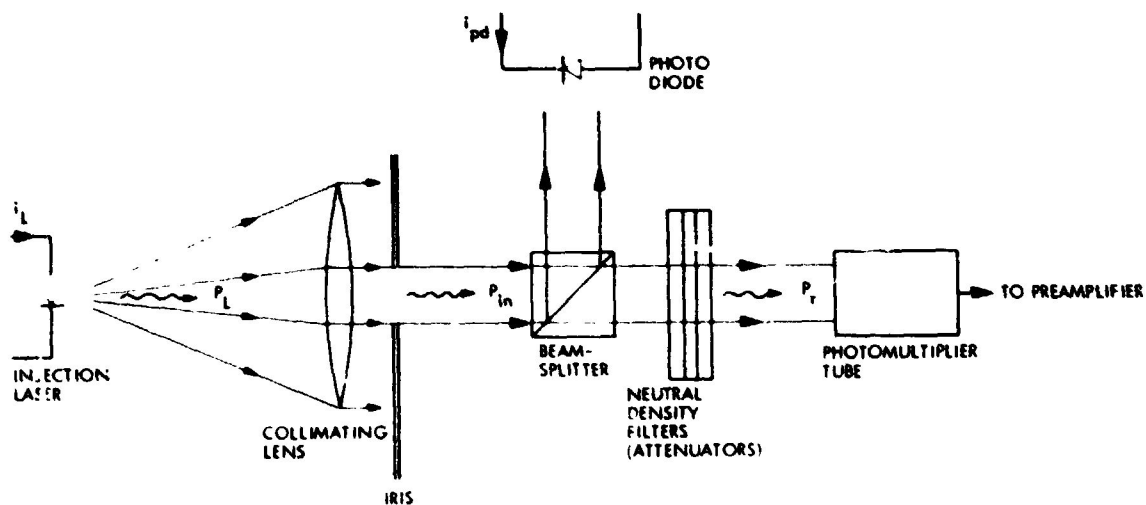 i_pd
PHOTO
DIODE
i_L
P_L
P_in
P_r
TO PREAMPLIFIER
INJECTION
LASER
COLLIMATING
LENS
IRIS
BEAM-
SPLITTER
NEUTRAL
DENSITY
FILTERS
(ATTENUATORS)
PHOTOMULTIPLIER
TUBE